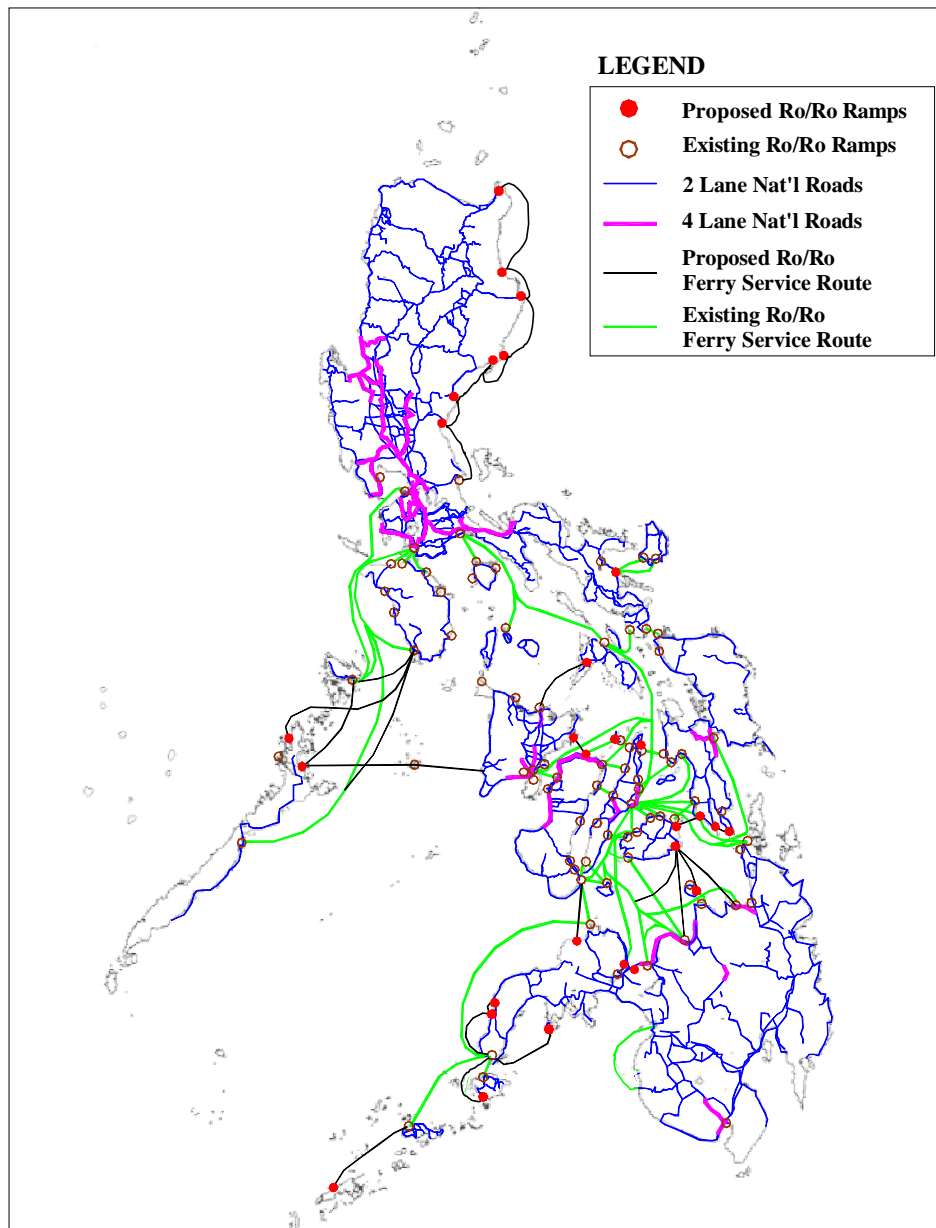 LEGEND
Proposed Ro/Ro Ramps
Existing Ro/Ro Ramps
2 Lane Nat'l Roads
4 Lane Nat'l Roads
Proposed Ro/Ro
Ferry Service Route
Existing Ro/Ro
Ferry Service Route